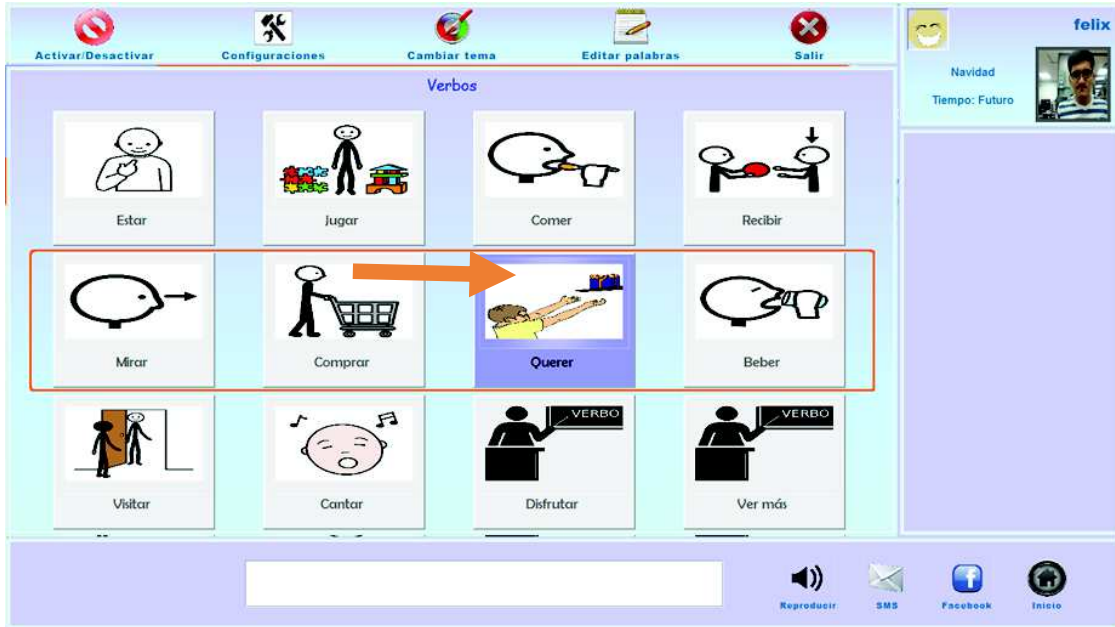 Activar/Desactivar Configuraciones Cambiar tema Editar palabras Salir
felix
Navidad
Tiempo: Futuro
Verbos
Estar Jugar Comer Recibir
Mirar Comprar Querer Beber
VERBO VERBO
Visitar Cantar Disfrutar Ver más
Reproducir SMS Facebook Inicio